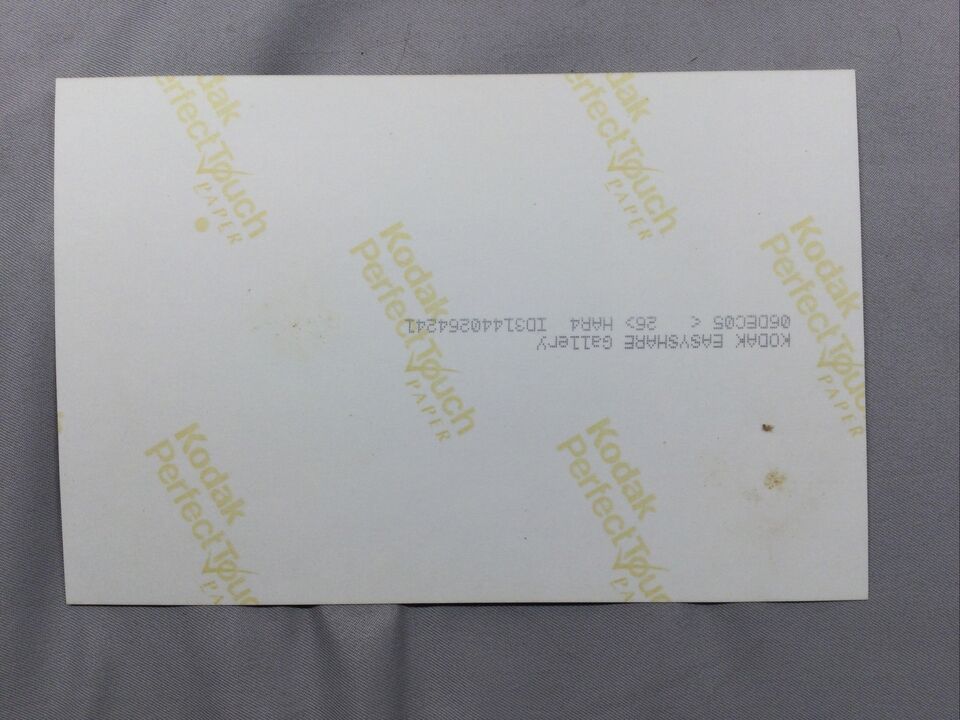 Kodak
Perfect Touch
PAPER
Kodak
Perfect Touch
PAPER
Kodak
Perfect Touch
PAPER
Kodak
Perfect Touch
PAPER
KODAK EASYSHARE Gallery
06DEC05 < 26> HAR4 ID31440264241
Kodak
Perfect Touch
Kodak
Perfect Touch